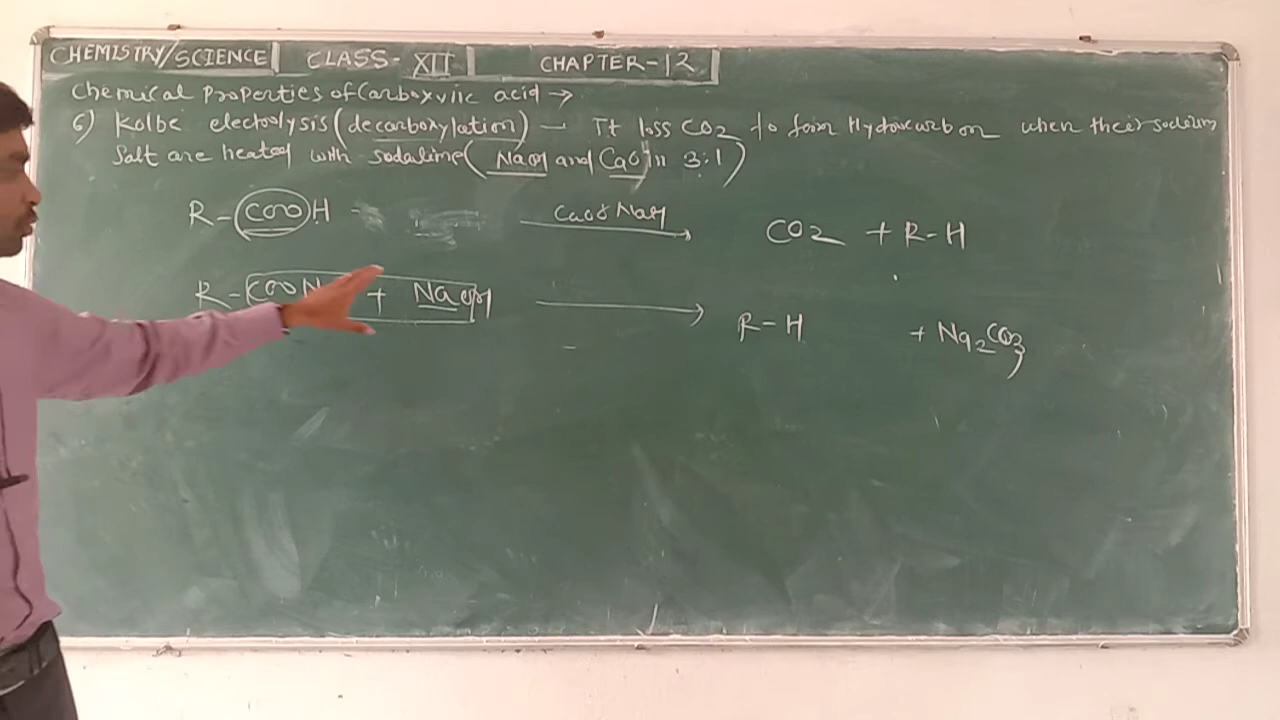 CHEMISTRY/SCIENCE | CLASS- XII | CHAPTER-12
Chemical Properties of Carboxylic acid →
6) Kolbe electrolysis (decarboxylation) — It loss CO2 to form Hydrocarbon when their sodium
Salt are heated with sodalime (NaOH and CaO in 3:1)
R-COOH CaO & NaOH → CO2 + R-H
R-COON + NaOH → R-H + Na2CO3